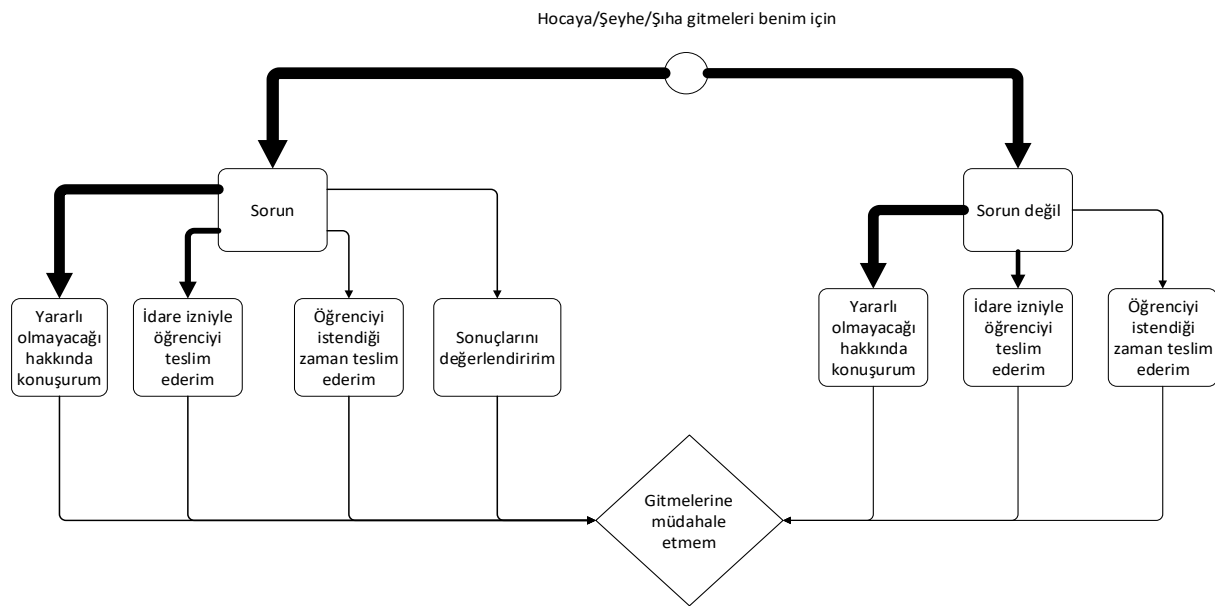 Hocaya/Şeyhe/Şıha gitmeleri benim için
Sorun
Sorun değil
Yararlı
olmayacağı
hakkında
konuşurum
İdare izniyle
öğrenciyi
teslim
ederim
Öğrenciyi
istendiği
zaman teslim
ederim
Sonuçlarını
değerlendiririm
Yararlı
olmayacağı
hakkında
konuşurum
İdare izniyle
öğrenciyi
teslim
ederim
Öğrenciyi
istendiği
zaman teslim
ederim
Gitmelerine
müdahale
etmem